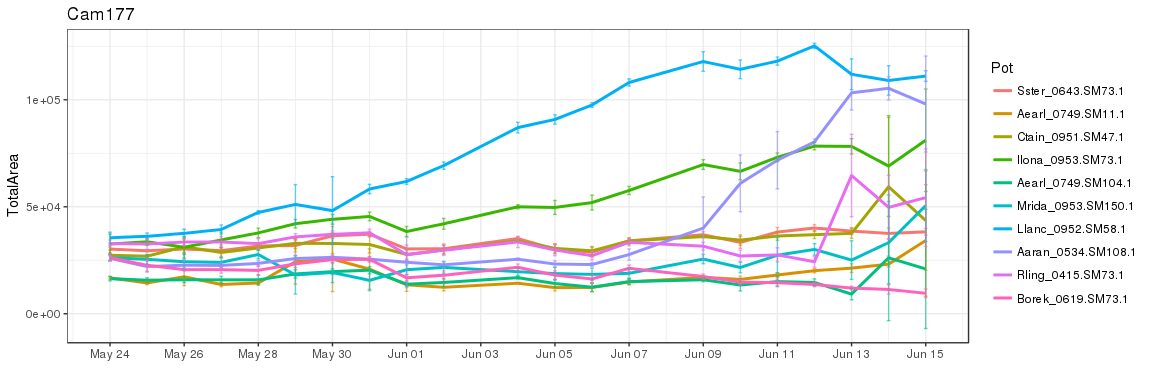 Cam177
TotalArea
1e+05
5e+04
0e+00
May 24 May 26 May 28 May 30 Jun 01 Jun 03 Jun 05 Jun 07 Jun 09 Jun 11 Jun 13 Jun 15
Pot
Sster_0643.SM73.1
Aearl_0749.SM11.1
Ctain_0951.SM47.1
Ilona_0953.SM73.1
Aearl_0749.SM104.1
Mrida_0953.SM150.1
Llanc_0952.SM58.1
Aaran_0534.SM108.1
Rling_0415.SM73.1
Borek_0619.SM73.1